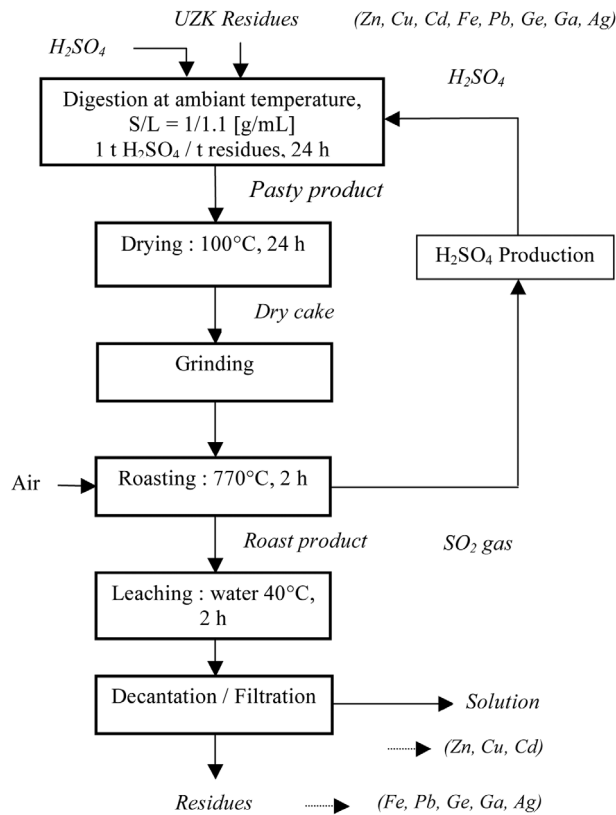 UZK Residues (Zn, Cu, Cd, Fe, Pb, Ge, Ga, Ag)
H₂SO₄
H₂SO₄
Digestion at ambiant temperature,
S/L = 1/1.1 [g/mL]
1 t H₂SO₄ / t residues, 24 h
Pasty product
Drying : 100°C, 24 h
H₂SO₄ Production
Dry cake
Grinding
Air
Roasting : 770°C, 2 h
Roast product
SO₂ gas
Leaching : water 40°C,
2 h
Decantation / Filtration
Solution
(Zn, Cu, Cd)
Residues
(Fe, Pb, Ge, Ga, Ag)